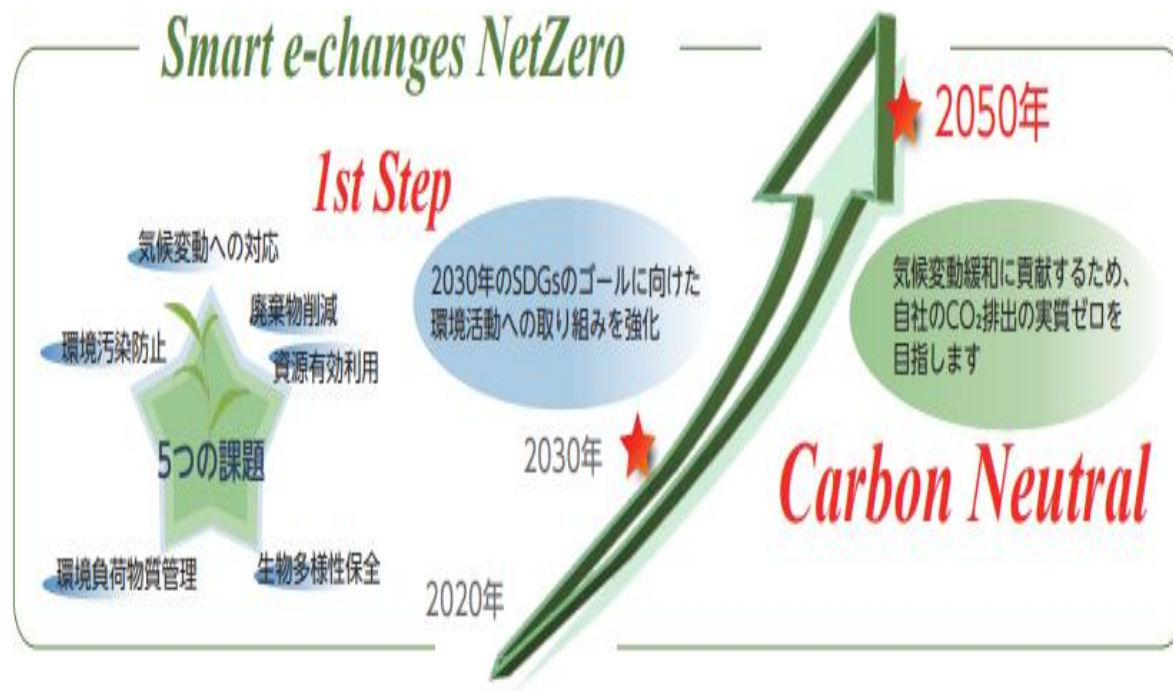 Smart e-changes NetZero
2050年
1st Step
気候変動への対応
廃棄物削減
資源有効利用
環境汚染防止
5つの課題
環境負荷物質管理
生物多様性保全
2030年のSDGsのゴールに向けた
環境活動への取り組みを強化
気候変動緩和に貢献するため、
自社のCO₂排出の実質ゼロを
目指します
2030年
Carbon Neutral
2020年